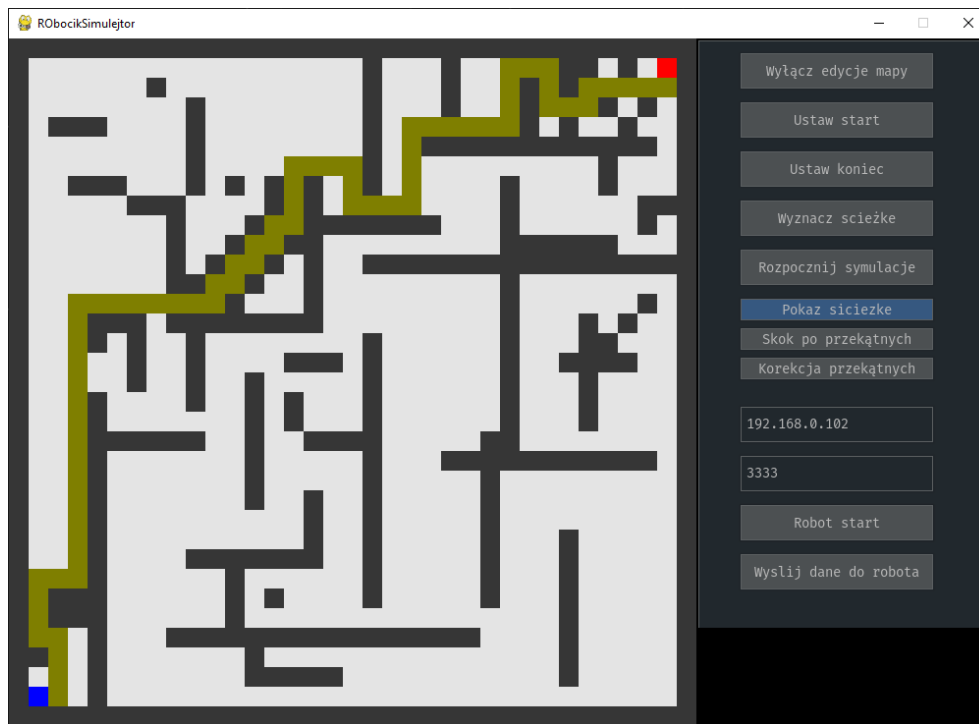 RObocikSimulejtor
Wyłącz edycje mapy
Ustaw start
Ustaw koniec
Wyznacz scieżke
Rozpocznij symulacje
Pokaz siciezke
Skok po przekątnych
Korekcja przekątnych
192.168.0.102
3333
Robot start
Wyslij dane do robota